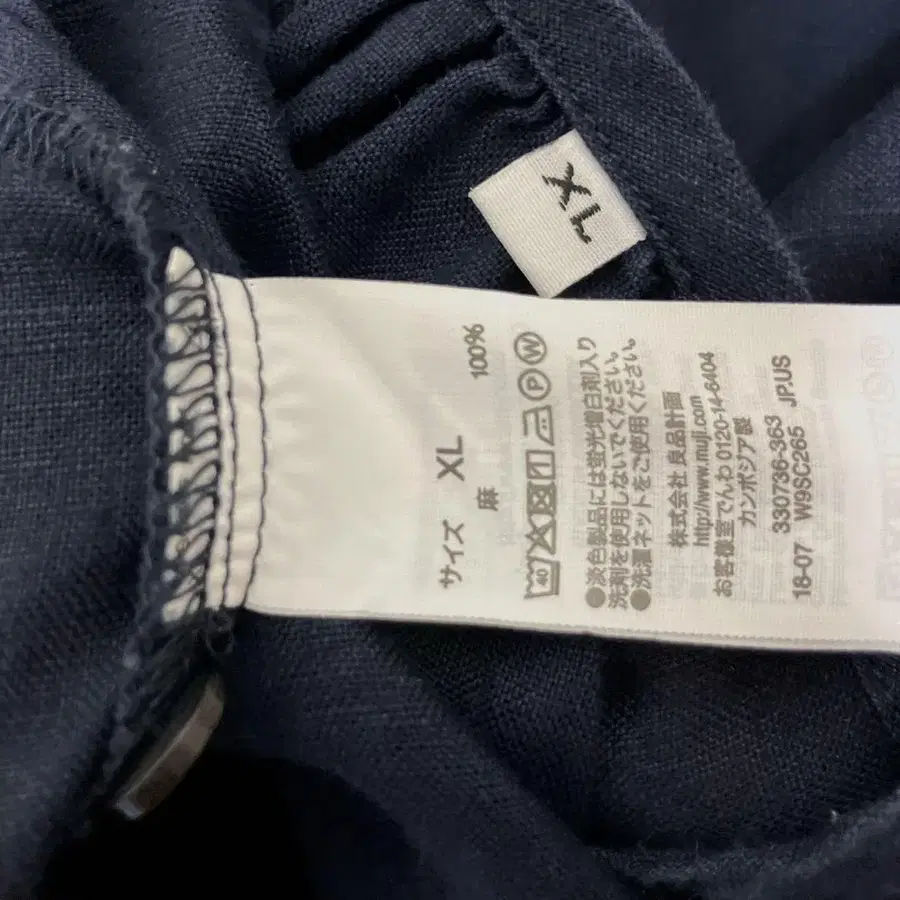 XL
サイズ XL
麻 100%
40
W
P
●淡色製品には蛍光増白剤入り
洗剤を使用しないでください。
●洗濯ネットをご使用ください。
株式会社 良品計画
http://www.muji.com
お客様室でんわ 0120-14-6404
カンボジア製
330736-363
18-07 W9SC265 JP.US